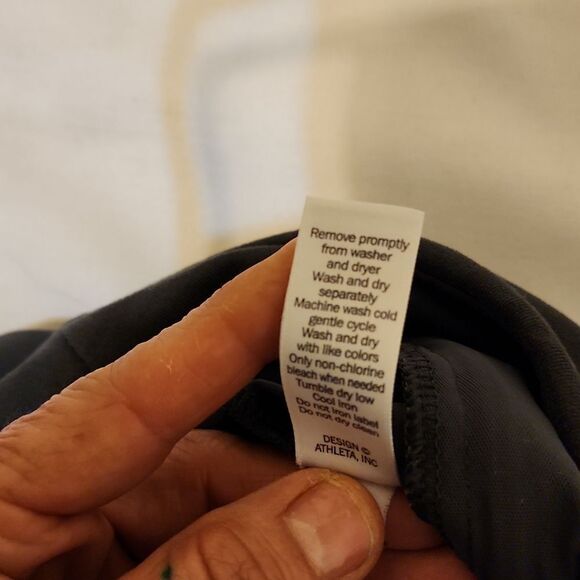 Remove promptly
from washer
and dryer
Wash and dry
separately
Machine wash cold
gentle cycle
Wash and dry
with like colors
Only non-chlorine
bleach when needed
Tumble dry low
Cool iron
Do not iron label
Do not dry clean
DESIGN ©
ATHLETA, INC